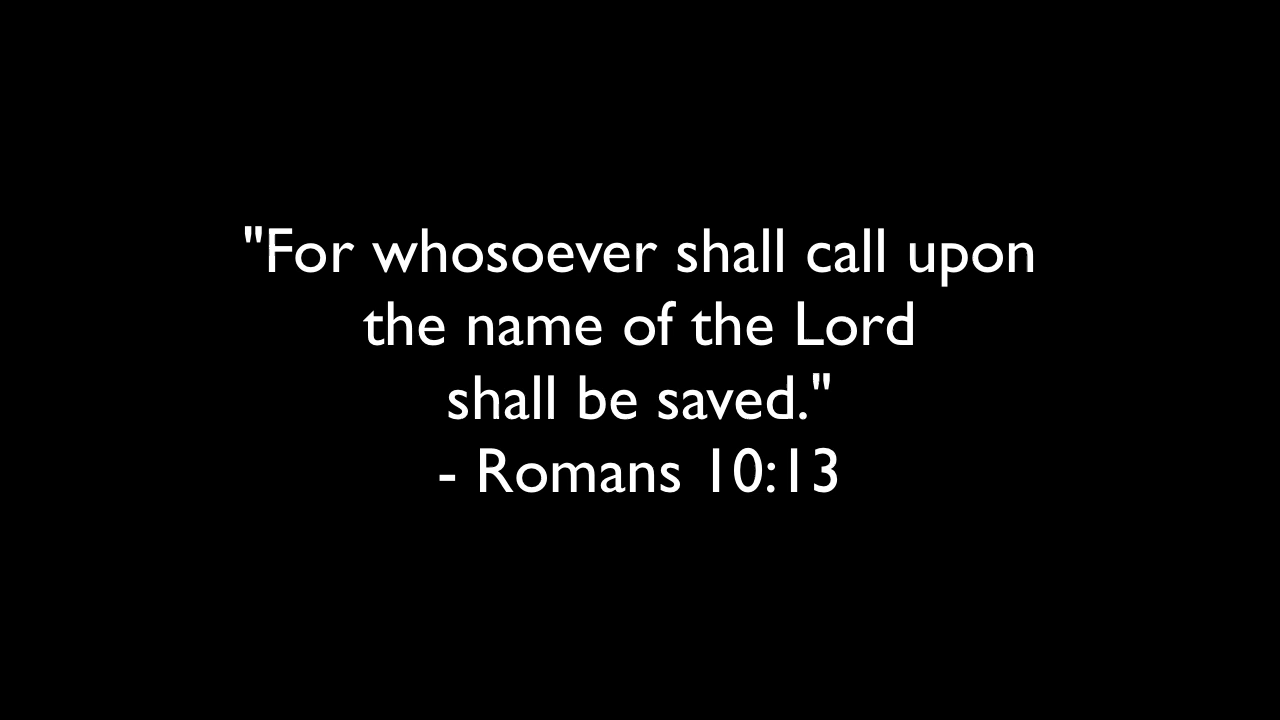 "For whosoever shall call upon
the name of the Lord
shall be saved."
- Romans 10:13